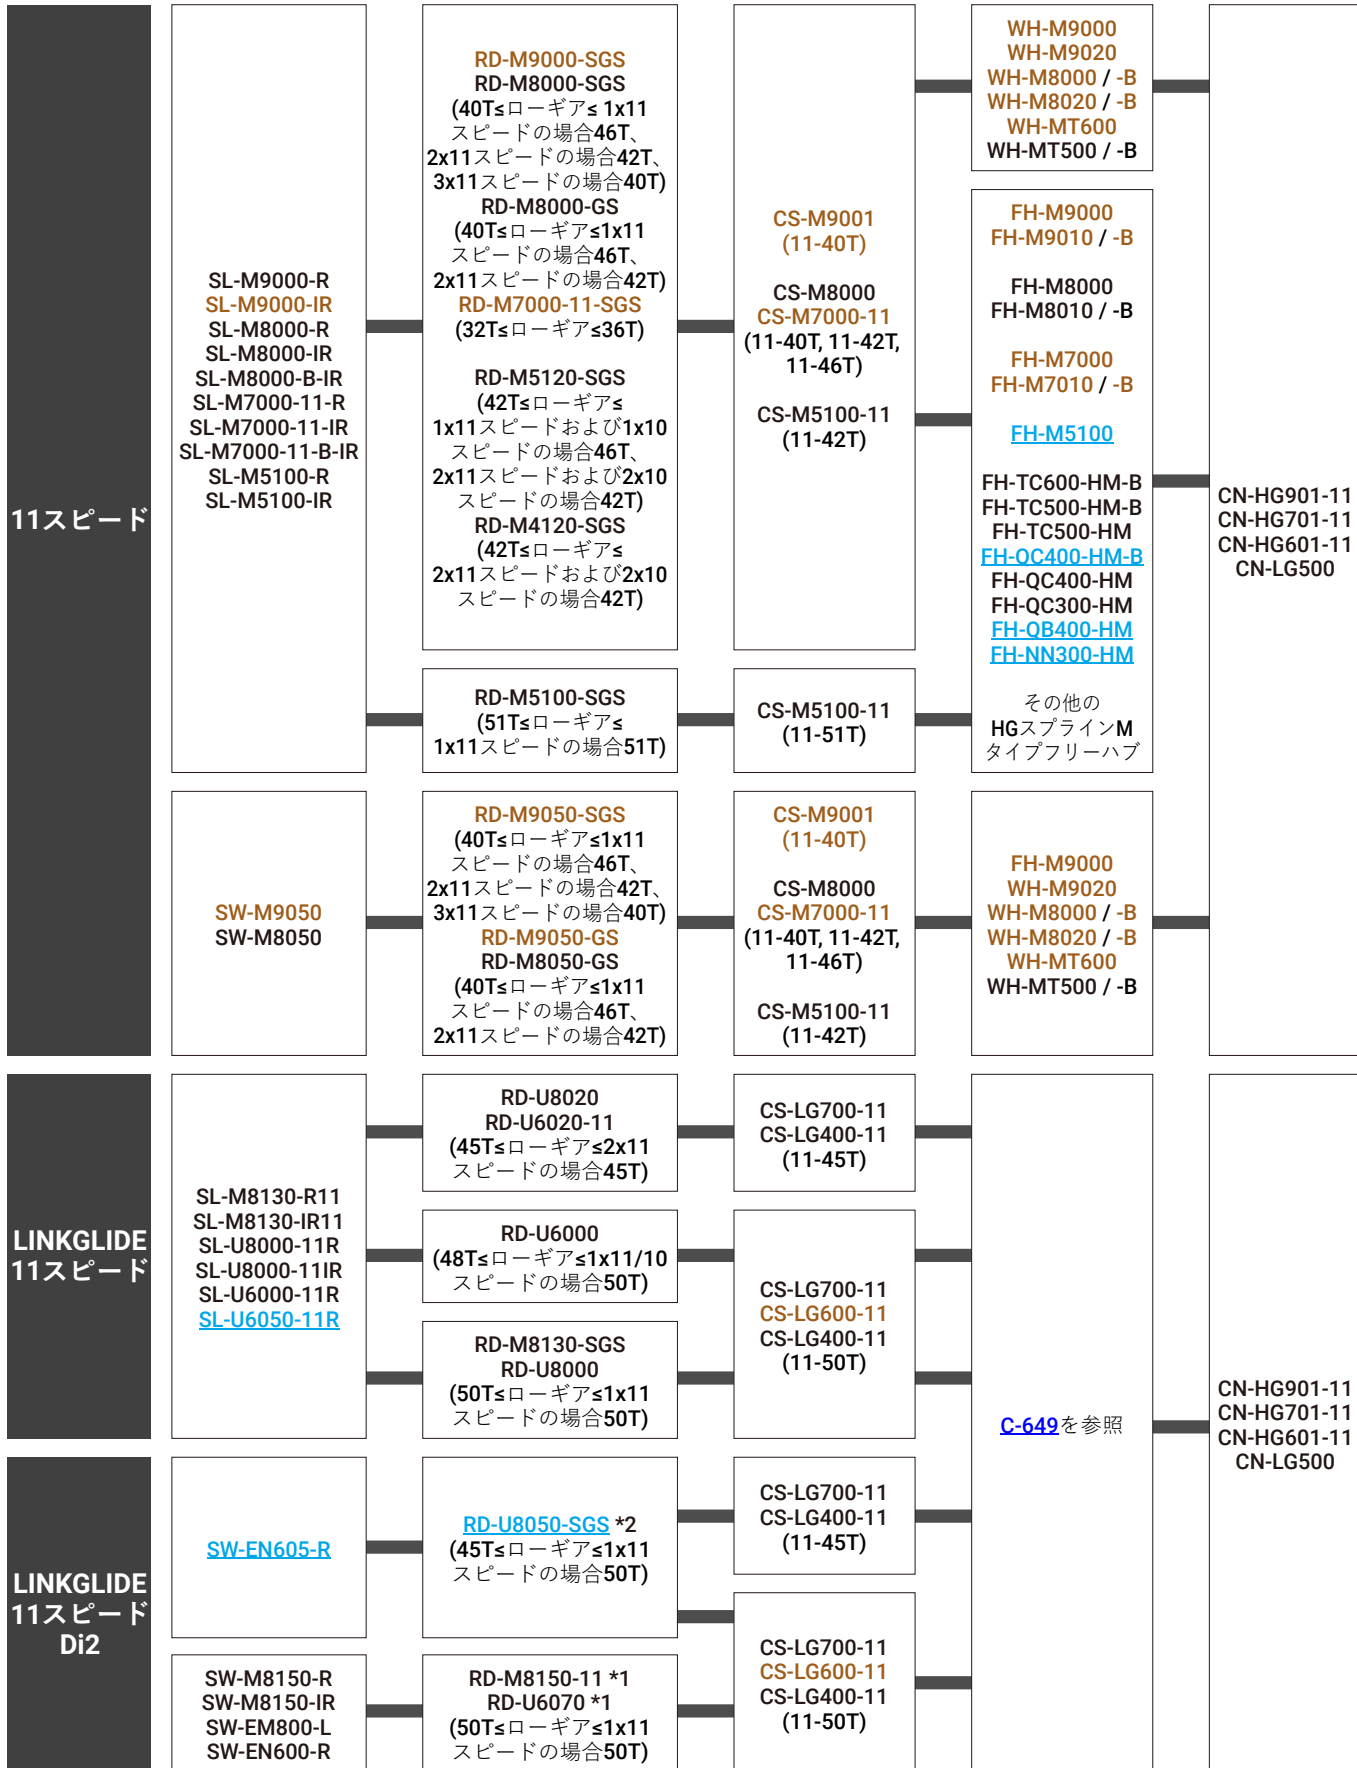 11スピード
SL-M9000-R
SL-M9000-IR
SL-M8000-R
SL-M8000-IR
SL-M8000-B-IR
SL-M7000-11-R
SL-M7000-11-IR
SL-M7000-11-B-IR
SL-M5100-R
SL-M5100-IR
RD-M9000-SGS
RD-M8000-SGS
(40T≤ローギア≤ 1x11
スピードの場合46T、
2x11スピードの場合42T、
3x11スピードの場合40T)
RD-M8000-GS
(40T≤ローギア≤1x11
スピードの場合46T、
2x11スピードの場合42T)
RD-M7000-11-SGS
(32T≤ローギア≤36T)
RD-M5120-SGS
(42T≤ローギア≤
1x11スピードおよび1x10
スピードの場合46T、
2x11スピードおよび2x10
スピードの場合42T)
RD-M4120-SGS
(42T≤ローギア≤
2x11スピードおよび2x10
スピードの場合42T)
CS-M9001
(11-40T)
CS-M8000
CS-M7000-11
(11-40T, 11-42T,
11-46T)
CS-M5100-11
(11-42T)
WH-M9000
WH-M9020
WH-M8000 / -B
WH-M8020 / -B
WH-MT600
WH-MT500 / -B
FH-M9000
FH-M9010 / -B
FH-M8000
FH-M8010 / -B
FH-M7000
FH-M7010 / -B
FH-M5100
FH-TC600-HM-B
FH-TC500-HM-B
FH-TC500-HM
FH-QC400-HM-B
FH-QC400-HM
FH-QC300-HM
FH-QB400-HM
FH-NN300-HM
その他の
HGスプラインM
タイプフリーハブ
CN-HG901-11
CN-HG701-11
CN-HG601-11
CN-LG500
RD-M5100-SGS
(51T≤ローギア≤
1x11スピードの場合51T)
CS-M5100-11
(11-51T)
SW-M9050
SW-M8050
RD-M9050-SGS
(40T≤ローギア≤1x11
スピードの場合46T、
2x11スピードの場合42T、
3x11スピードの場合40T)
RD-M9050-GS
RD-M8050-GS
(40T≤ローギア≤1x11
スピードの場合46T、
2x11スピードの場合42T)
CS-M9001
(11-40T)
CS-M8000
CS-M7000-11
(11-40T, 11-42T,
11-46T)
CS-M5100-11
(11-42T)
FH-M9000
WH-M9020
WH-M8000 / -B
WH-M8020 / -B
WH-MT600
WH-MT500 / -B
LINKGLIDE
11スピード
SL-M8130-R11
SL-M8130-IR11
SL-U8000-11R
SL-U8000-11IR
SL-U6000-11R
SL-U6050-11R
RD-U8020
RD-U6020-11
(45T≤ローギア≤2x11
スピードの場合45T)
CS-LG700-11
CS-LG400-11
(11-45T)
RD-U6000
(48T≤ローギア≤1x11/10
スピードの場合50T)
RD-M8130-SGS
RD-U8000
(50T≤ローギア≤1x11
スピードの場合50T)
CS-LG700-11
CS-LG600-11
CS-LG400-11
(11-50T)
C-649を参照
CN-HG901-11
CN-HG701-11
CN-HG601-11
CN-LG500
LINKGLIDE
11スピード
Di2
SW-EN605-R
RD-U8050-SGS *2
(45T≤ローギア≤1x11
スピードの場合50T)
CS-LG700-11
CS-LG400-11
(11-45T)
SW-M8150-R
SW-M8150-IR
SW-EM800-L
SW-EN600-R
RD-M8150-11 *1
RD-U6070 *1
(50T≤ローギア≤1x11
スピードの場合50T)
CS-LG700-11
CS-LG600-11
CS-LG400-11
(11-50T)